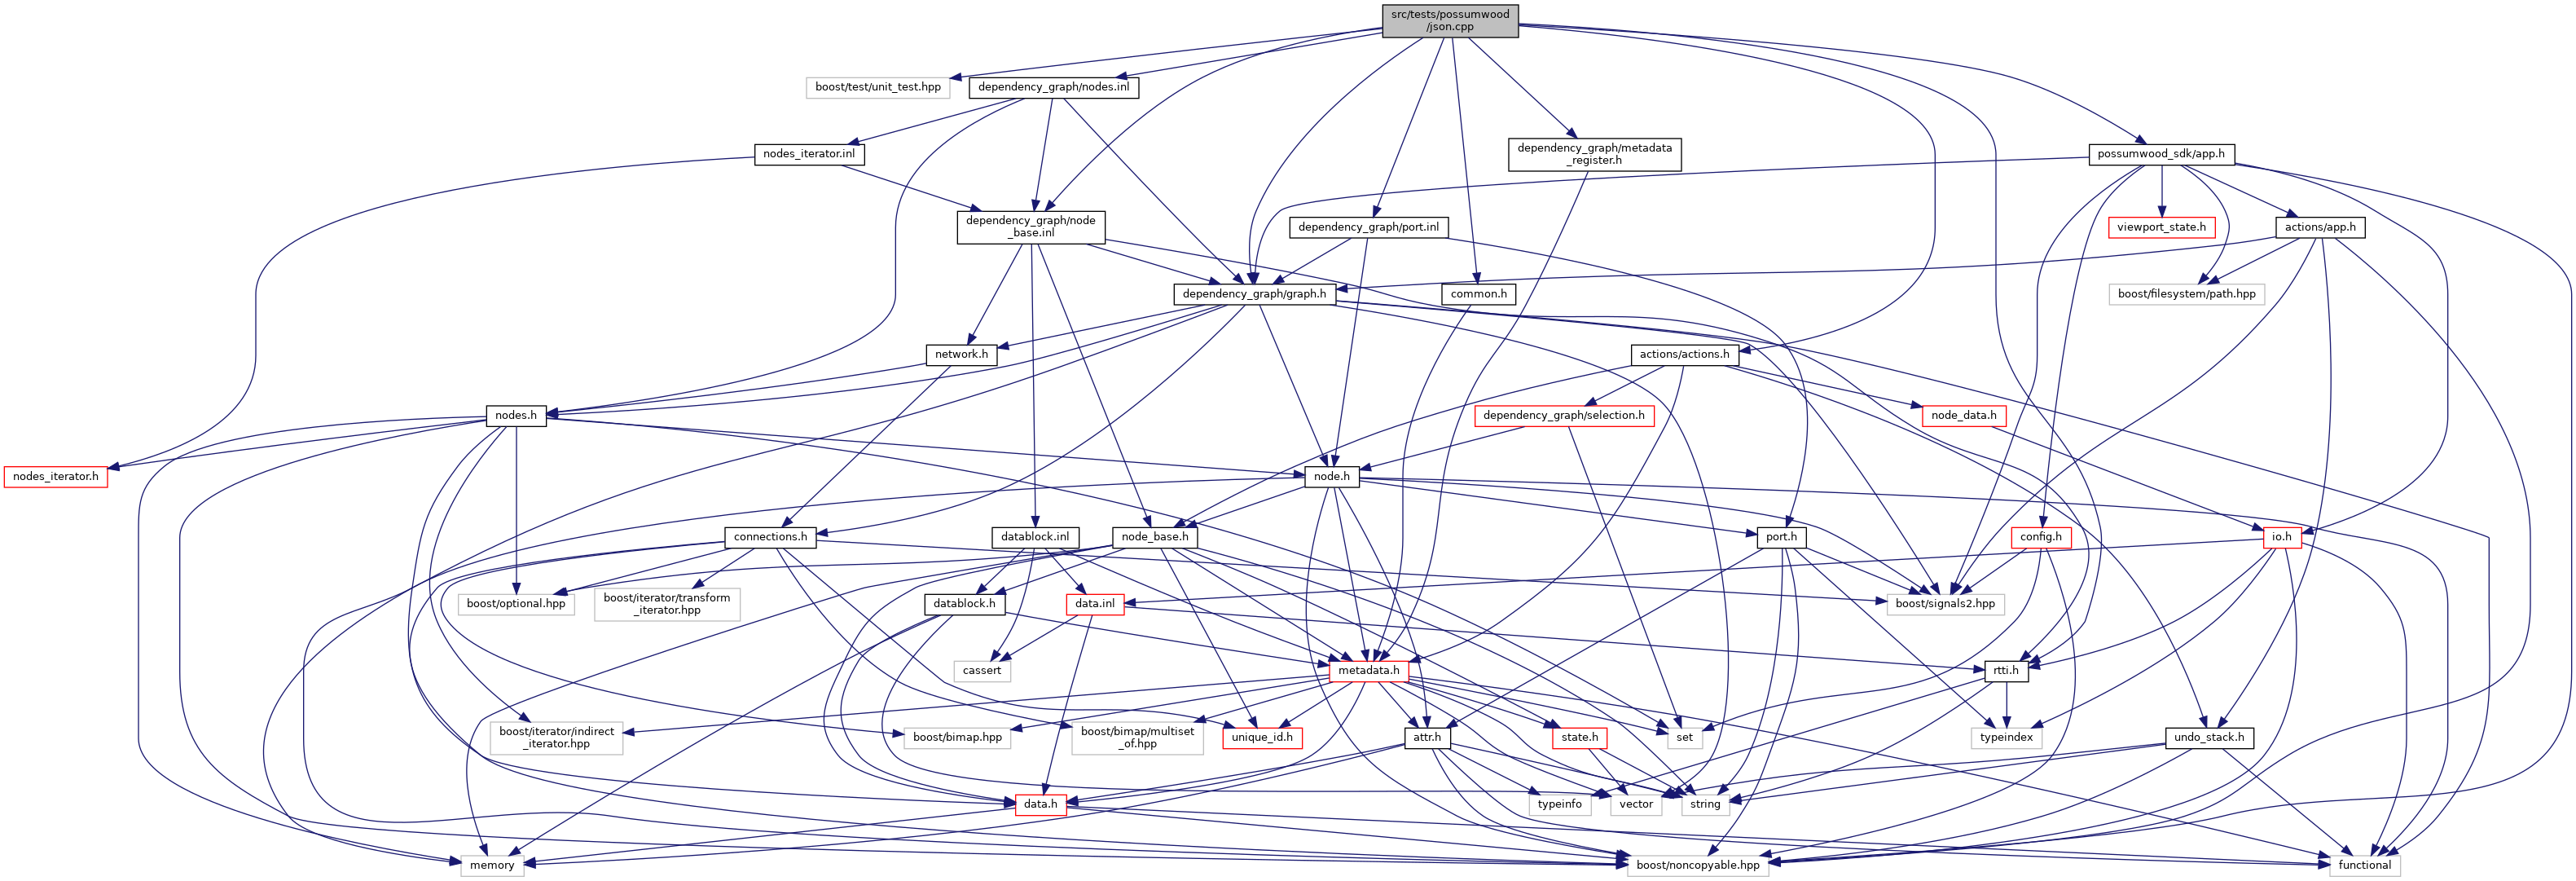 src/tests/possumwood
/json.cpp
boost/test/unit_test.hpp
dependency_graph/nodes.inl
nodes_iterator.inl
dependency_graph/metadata
_register.h
possumwood_sdk/app.h
dependency_graph/node
_base.inl
dependency_graph/port.inl
viewport_state.h
actions/app.h
dependency_graph/graph.h
common.h
boost/filesystem/path.hpp
network.h
actions/actions.h
nodes.h
dependency_graph/selection.h
node_data.h
nodes_iterator.h
node.h
connections.h
datablock.inl
node_base.h
port.h
config.h
io.h
boost/optional.hpp
boost/iterator/transform
_iterator.hpp
datablock.h
data.inl
boost/signals2.hpp
cassert
metadata.h
rtti.h
boost/iterator/indirect
_iterator.hpp
boost/bimap.hpp
boost/bimap/multiset
_of.hpp
unique_id.h
attr.h
state.h
set
typeindex
undo_stack.h
data.h
typeinfo
vector
string
memory
boost/noncopyable.hpp
functional